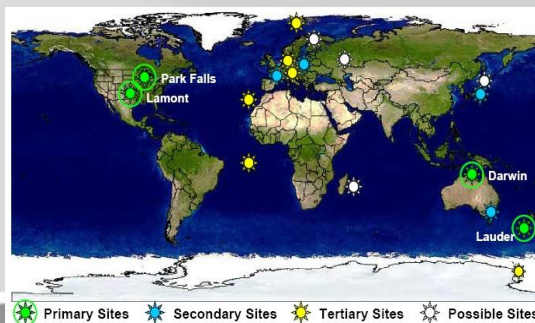 Park Falls
Lamont
Darwin
Lauder
Primary Sites
Secondary Sites
Tertiary Sites
Possible Sites